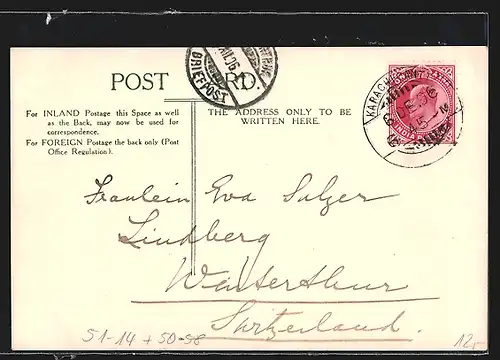 POST CARD.
BRIEFPOST
KARACHI
For INLAND Postage this Space as well
as the Back, may now be used for
correspondence.
For FOREIGN Postage the back only (Post
Office Regulation).
THE ADDRESS ONLY TO BE
WRITTEN HERE.
Fraulein Eva Sulzer
Lindberg
Winterthur
Switzerland.
51-14 + 50-58
12,-